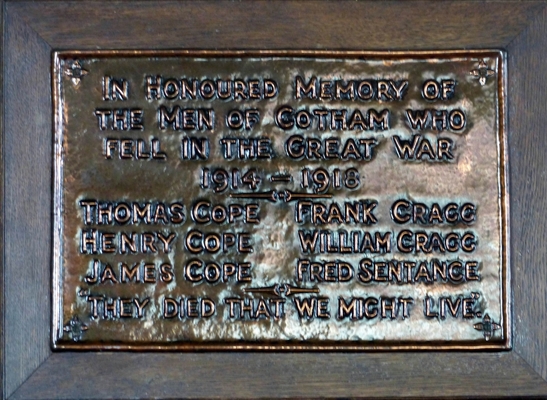 IN HONOURED MEMORY OF
THE MEN OF COTHAM WHO
FELL IN THE GREAT WAR
1914 – 1918
THOMAS COPE FRANK CRAGG
HENRY COPE WILLIAM CRAGG
JAMES COPE FRED SENTANCE
"THEY DIED THAT WE MIGHT LIVE."